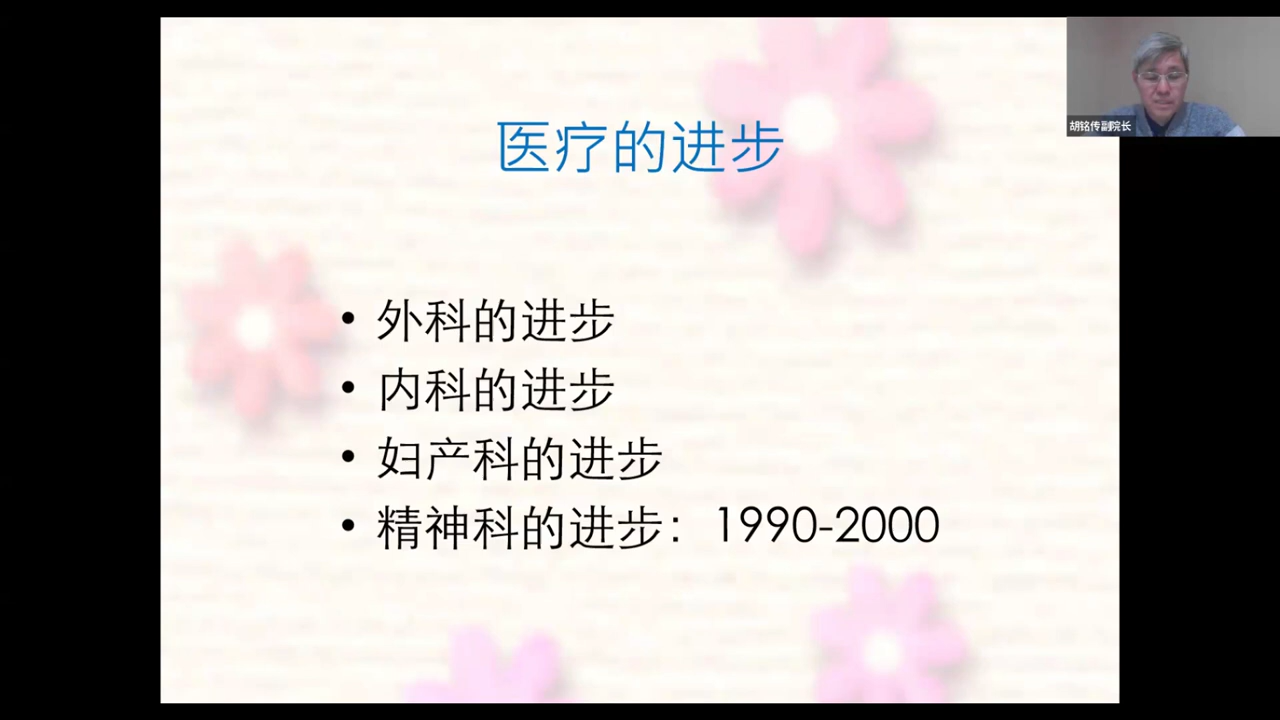 医疗的进步
• 外科的进步
• 内科的进步
• 妇产科的进步
• 精神科的进步：1990-2000
胡铭传副院长